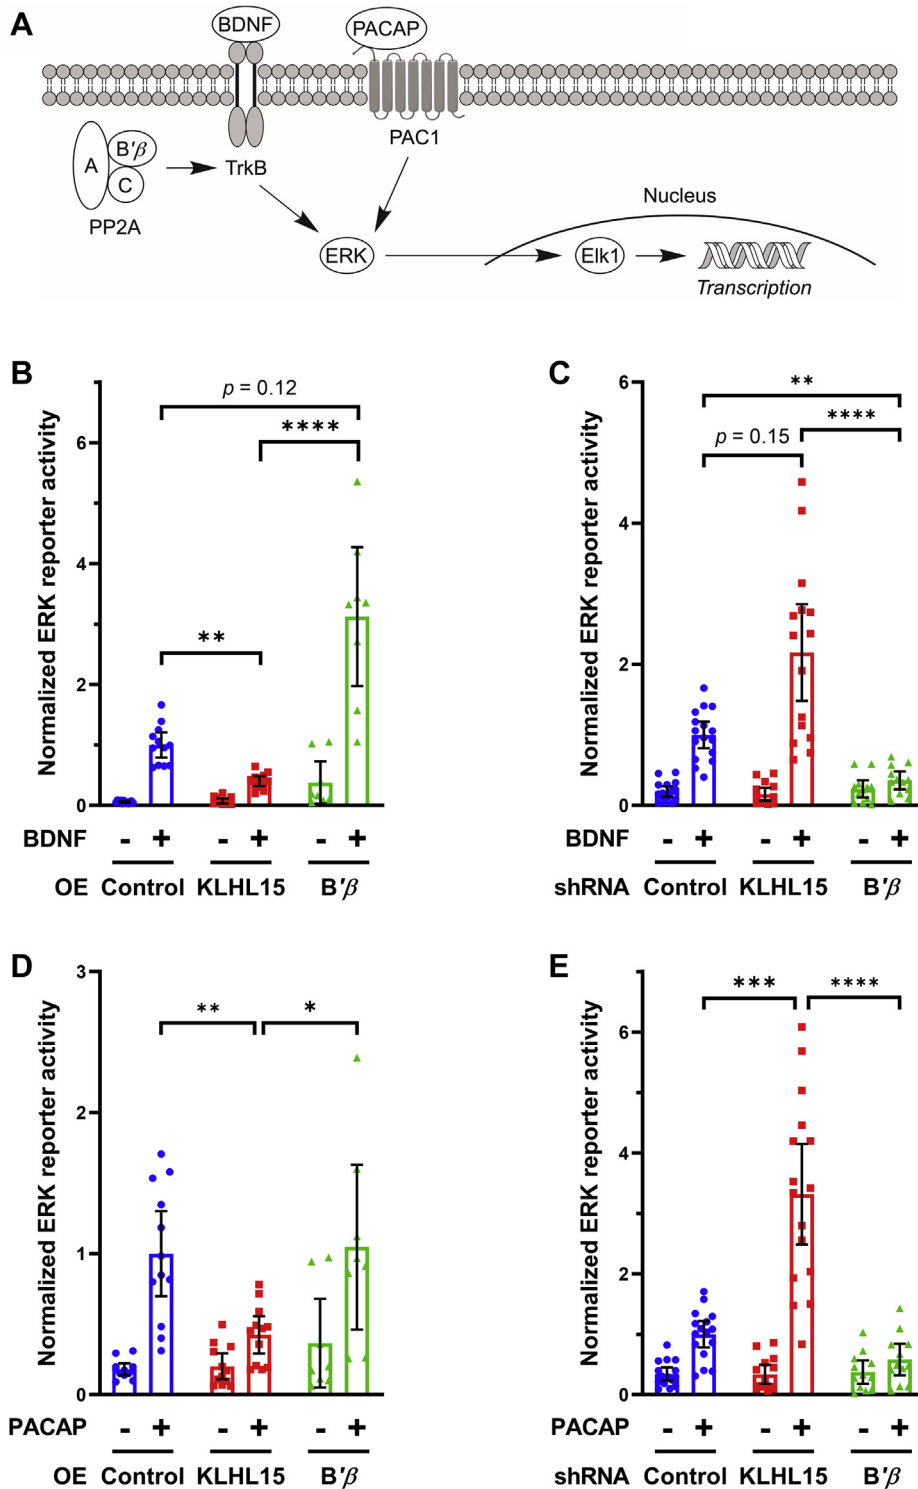 A
BDNF
PACAP
A
B′β
C
PP2A
TrkB
PAC1
Nucleus
ERK
Elk1
Transcription
B
Normalized ERK reporter activity
p = 0.12
****
**
6
4
2
0
BDNF - + - + - +
OE Control KLHL15 B′β
C
Normalized ERK reporter activity
**
****
p = 0.15
6
4
2
0
BDNF - + - + - +
shRNA Control KLHL15 B′β
D
Normalized ERK reporter activity
**
*
3
2
1
0
PACAP - + - + - +
OE Control KLHL15 B′β
E
Normalized ERK reporter activity
***
****
6
4
2
0
PACAP - + - + - +
shRNA Control KLHL15 B′β